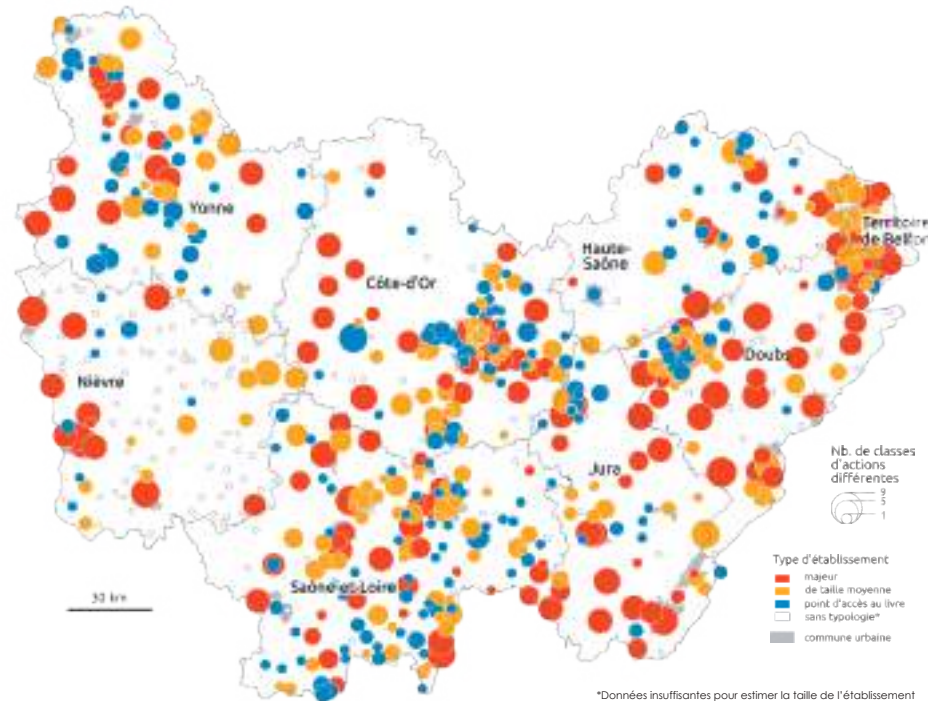 Yonne
Côte-d'Or
Haute-
Saône
Territoire
de Belfort
Nièvre
Doubs
Jura
Saône-et-Loire
30 km
Nb. de classes
d'actions
différentes
9
5
1
Type d'établissement
majeur
de taille moyenne
point d'accès au livre
sans typologie*
commune urbaine
*Données insuffisantes pour estimer la taille de l'établissement